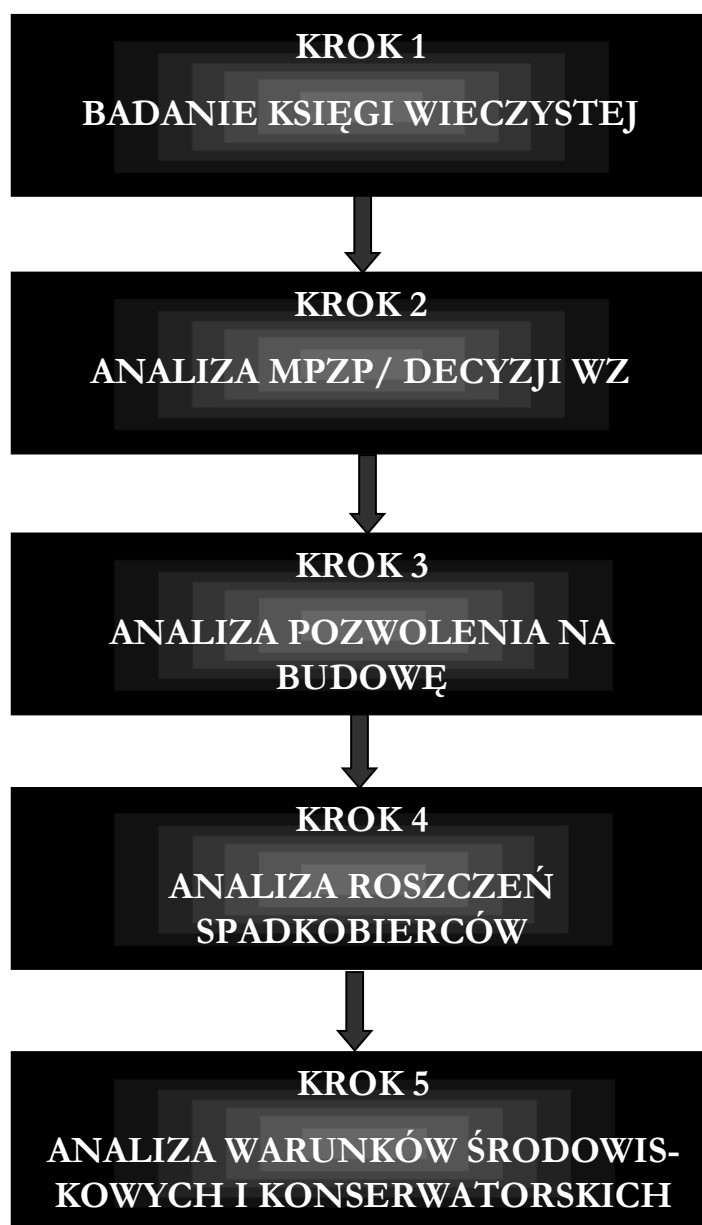 KROK 1
BADANIE KSIĘGI WIECZYSTEJ
KROK 2
ANALIZA MPZP/ DECYZJI WZ
KROK 3
ANALIZA POZWOLENIA NA
BUDOWĘ
KROK 4
ANALIZA ROSZCZEŃ
SPADKOBIERCÓW
KROK 5
ANALIZA WARUNKÓW ŚRODOWIS-
KOWYCH I KONSERWATORSKICH